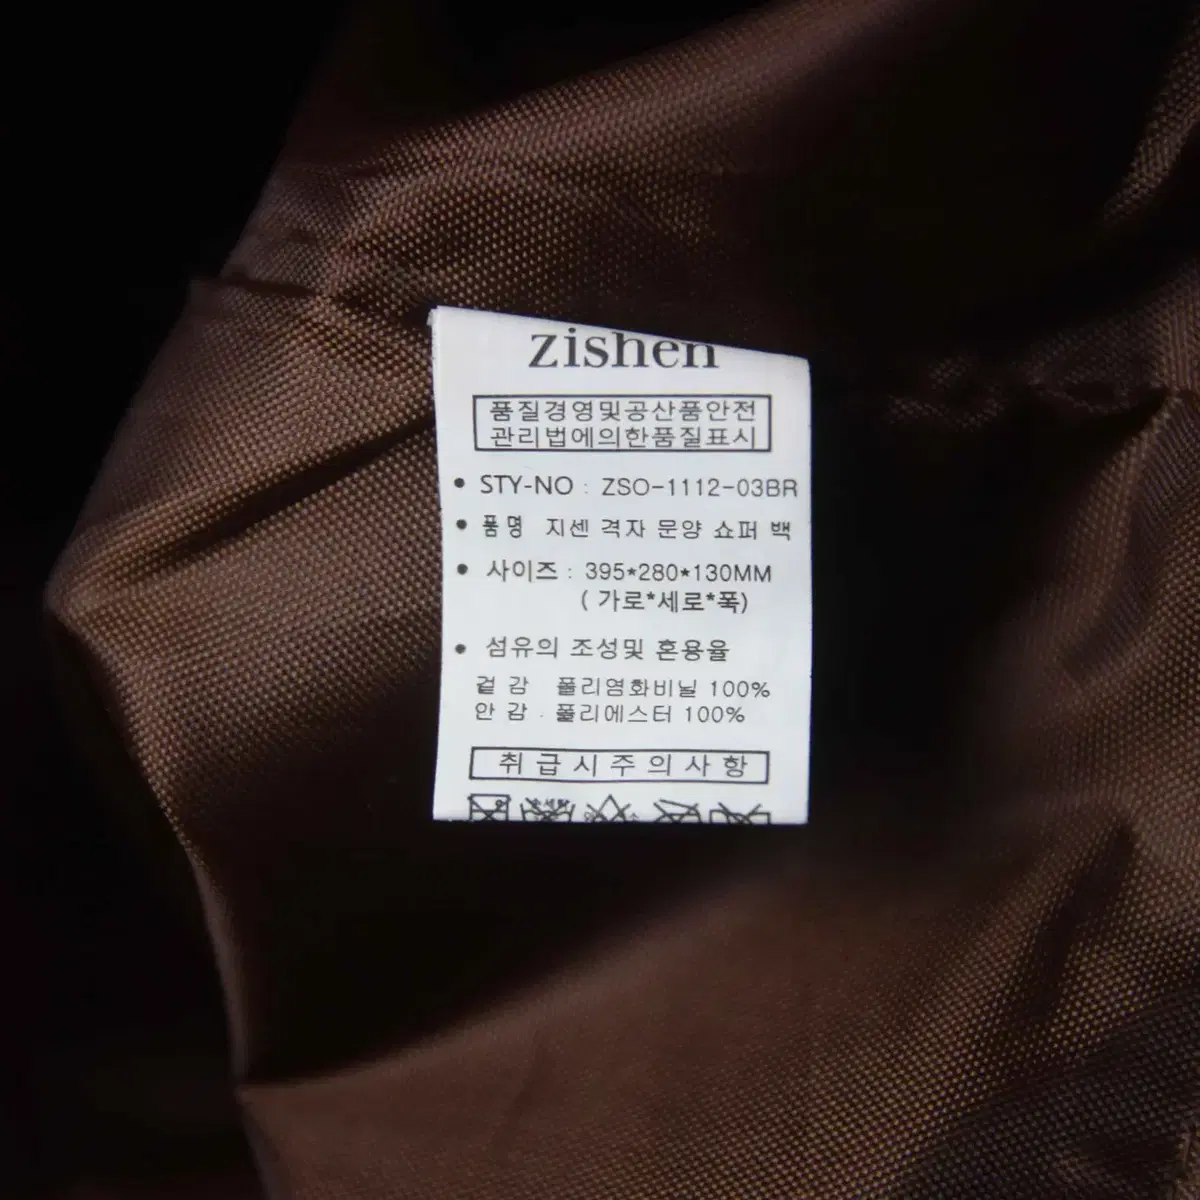 zishen
품질경영및공산품안전
관리법에의한품질표시
• STY-NO : ZSO-1112-03BR
• 품명 지센 격자 문양 쇼퍼 백
• 사이즈 : 395*280*130MM
( 가로*세로*폭)
• 섬유의 조성및 혼용율
겉 감 폴리염화비닐 100%
안 감 . 폴리에스터 100%
취급시주의사항